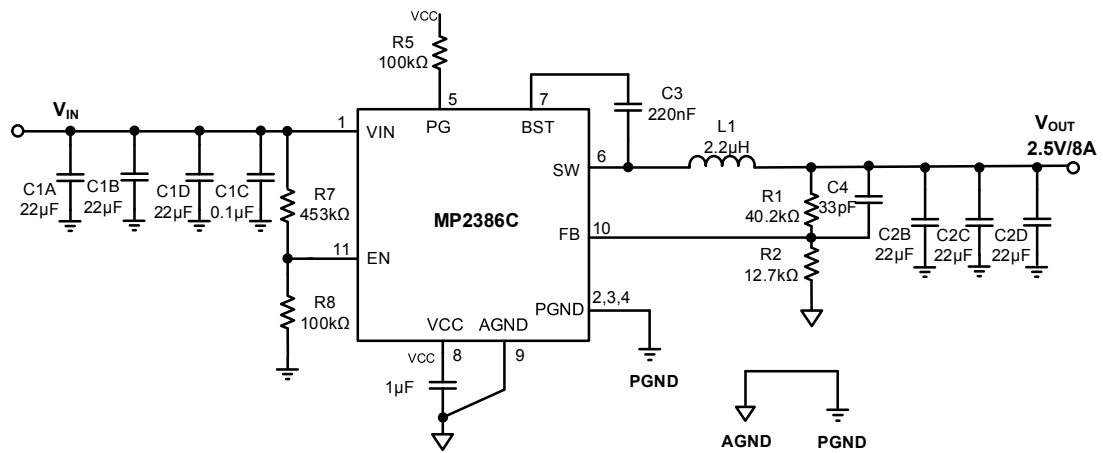 VCC
R5
100kΩ
5
7
C3
220nF
VIN
1
VIN
PG
BST
L1
2.2µH
VOUT
2.5V/8A
6
SW
C1A
22µF
C1B
22µF
C1D
22µF
C1C
0.1µF
R7
453kΩ
MP2386C
R1
40.2kΩ
C4
33pF
FB
10
C2B
22µF
C2C
22µF
C2D
22µF
11
EN
R2
12.7kΩ
R8
100kΩ
PGND
2,3,4
VCC
AGND
VCC
8
9
1µF
PGND
AGND
PGND